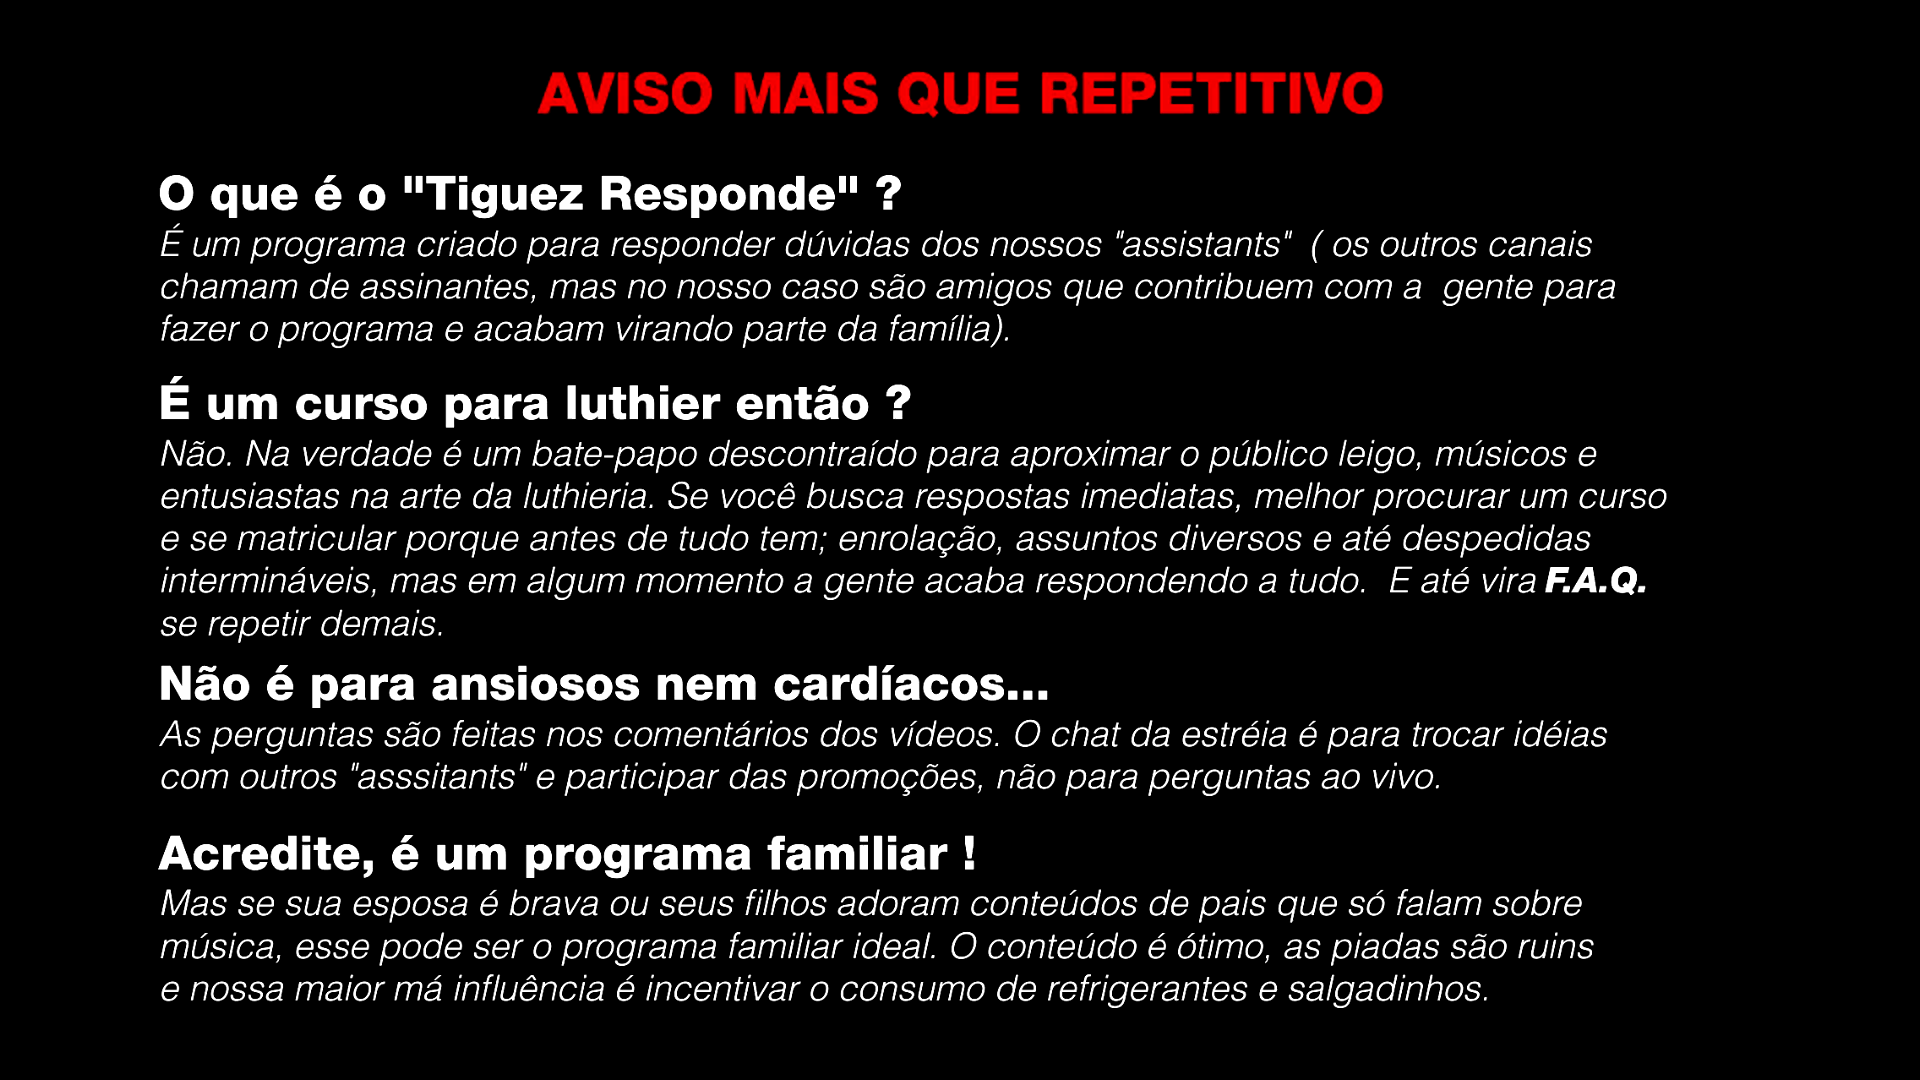 AVISO MAIS QUE REPETITIVO
O que é o "Tiguez Responde" ?
É um programa criado para responder dúvidas dos nossos "assistants"  ( os outros canais
chamam de assinantes, mas no nosso caso são amigos que contribuem com a  gente para
fazer o programa e acabam virando parte da família).
É um curso para luthier então ?
Não. Na verdade é um bate-papo descontraído para aproximar o público leigo, músicos e
entusiastas na arte da luthieria. Se você busca respostas imediatas, melhor procurar um curso
e se matricular porque antes de tudo tem; enrolação, assuntos diversos e até despedidas
intermináveis, mas em algum momento a gente acaba respondendo a tudo.  E até vira F.A.Q.
se repetir demais.
Não é para ansiosos nem cardíacos...
As perguntas são feitas nos comentários dos vídeos. O chat da estréia é para trocar idéias
com outros "asssitants" e participar das promoções, não para perguntas ao vivo.
Acredite, é um programa familiar !
Mas se sua esposa é brava ou seus filhos adoram conteúdos de pais que só falam sobre
música, esse pode ser o programa familiar ideal. O conteúdo é ótimo, as piadas são ruins
e nossa maior má influência é incentivar o consumo de refrigerantes e salgadinhos.